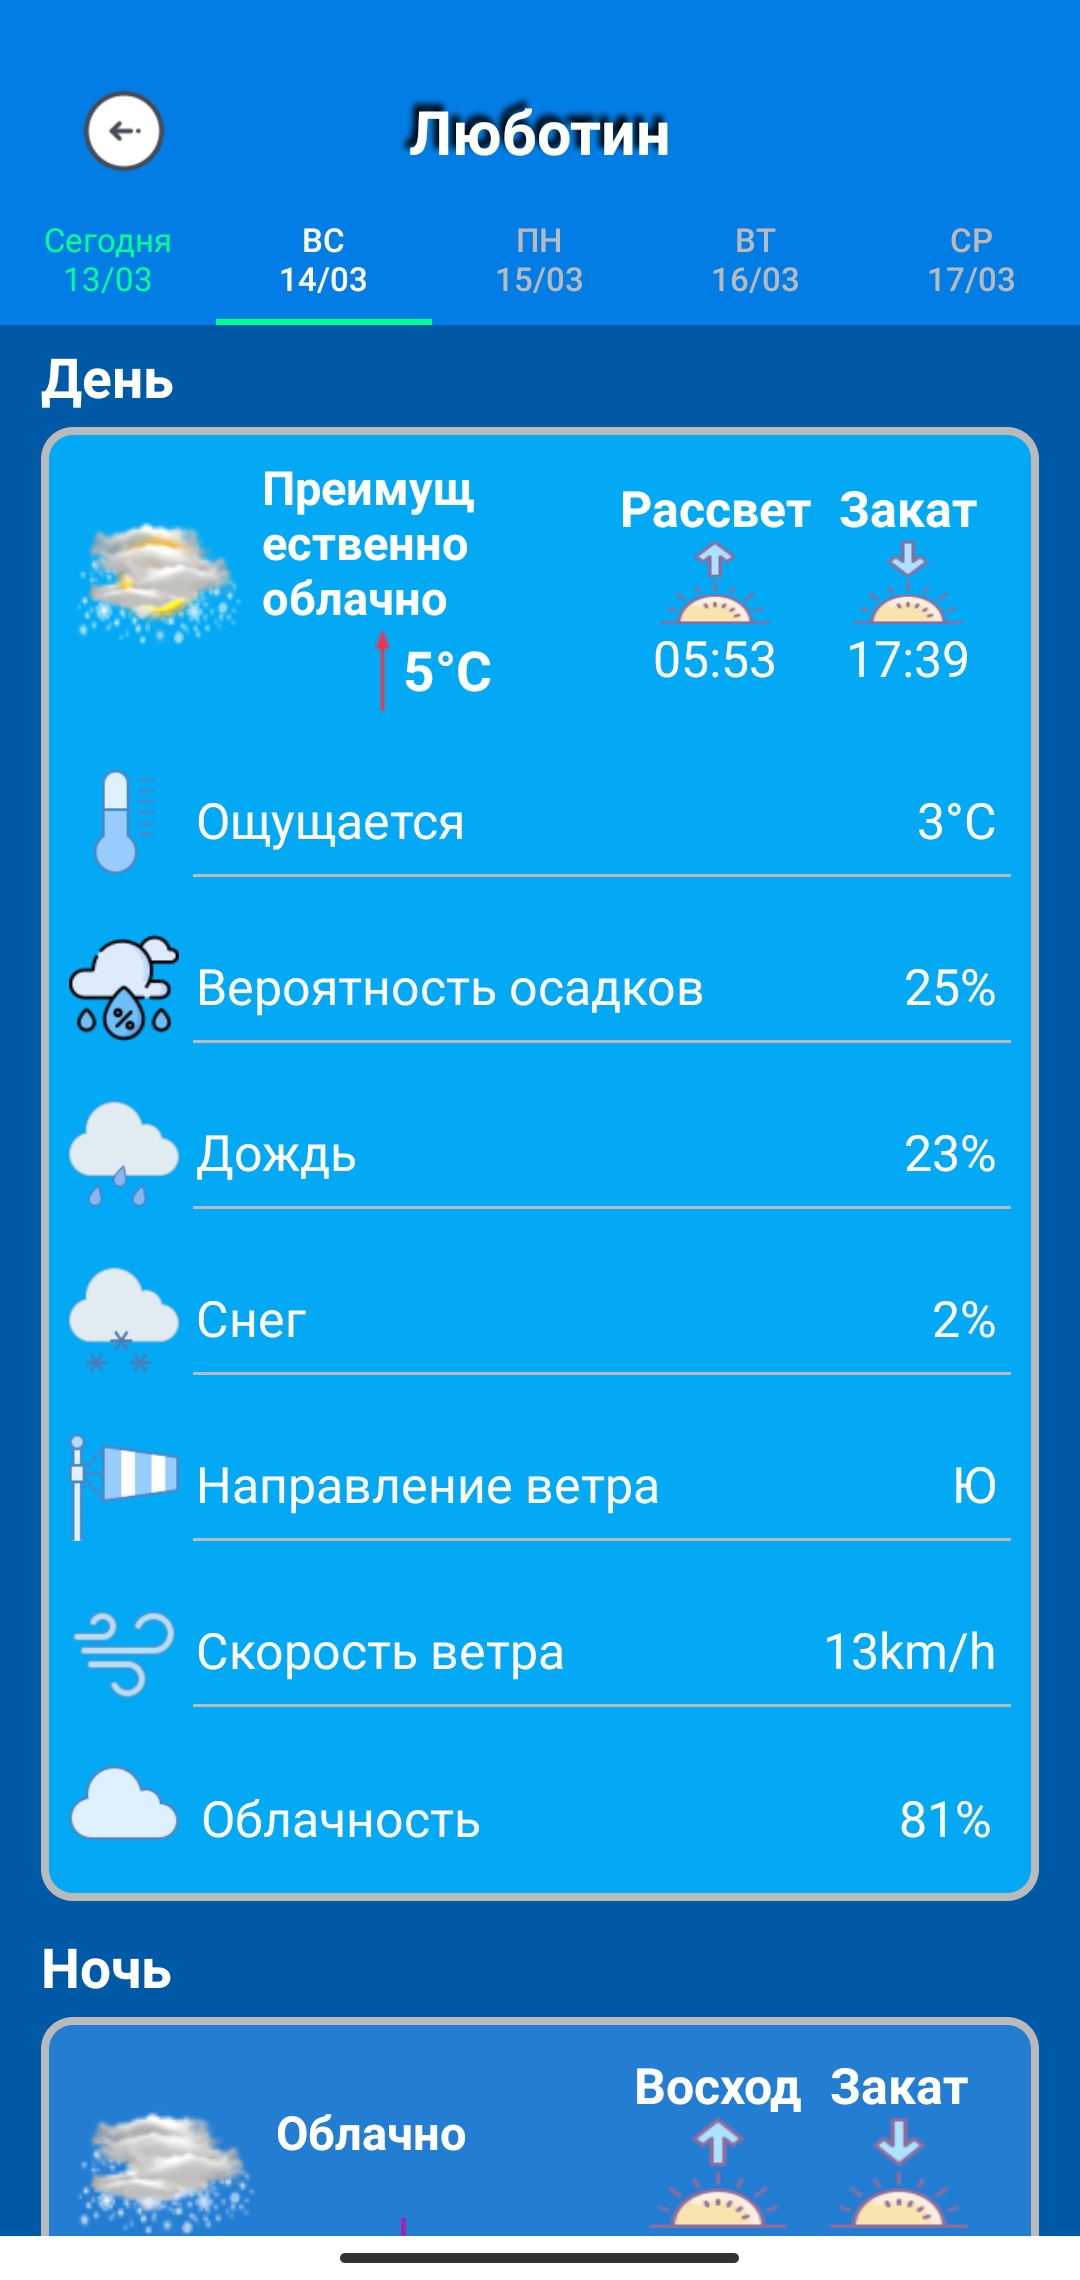 Люботин
Сегодня
13/03
ВС
14/03
ПН
15/03
ВТ
16/03
СР
17/03
День
Преимущ
ественно
облачно
5°C
Рассвет
05:53
Закат
17:39
Ощущается 3°C
Вероятность осадков 25%
Дождь 23%
Снег 2%
Направление ветра Ю
Скорость ветра 13km/h
Облачность 81%
Ночь
Облачно
Восход
Закат